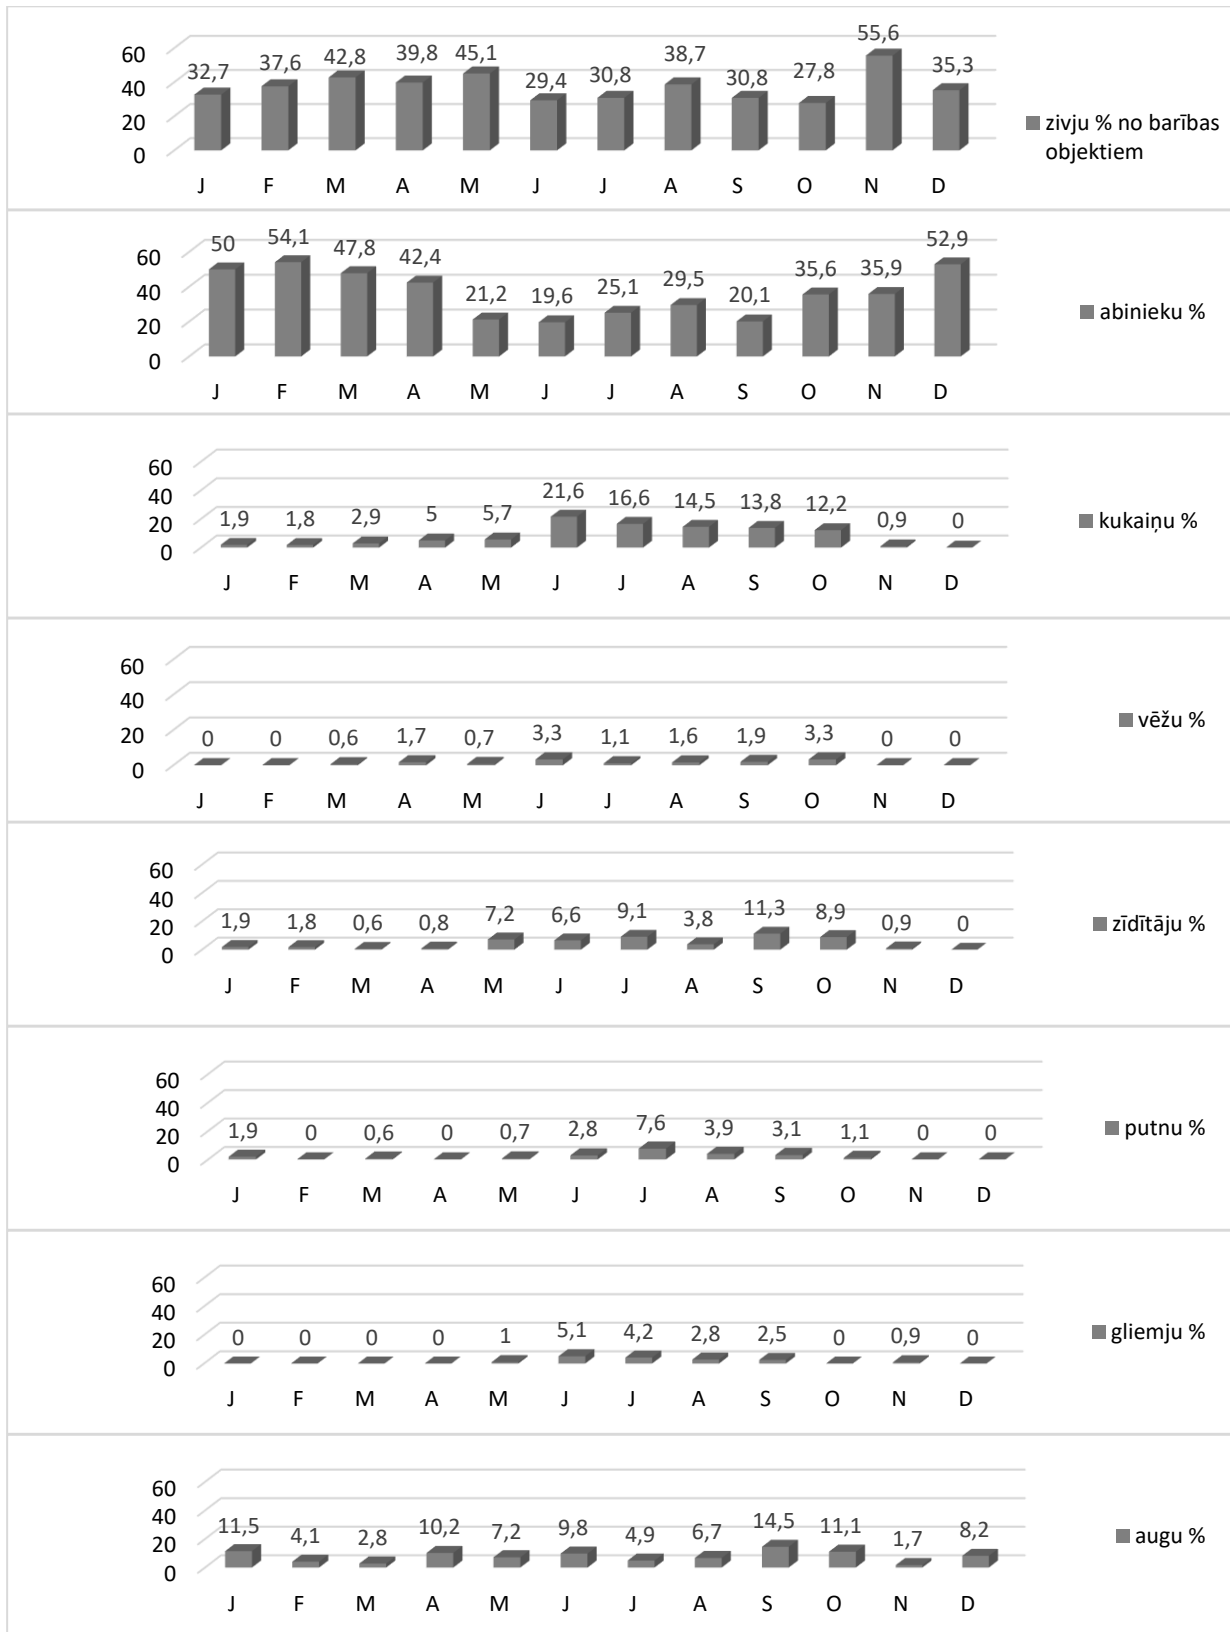 32,7 37,6 42,8 39,8 45,1 29,4 30,8 38,7 30,8 27,8 55,6 35,3
60
40
20
0
J F M A M J J A S O N D
zivju % no barības
objektiem
50 54,1 47,8 42,4 21,2 19,6 25,1 29,5 20,1 35,6 35,9 52,9
60
40
20
0
J F M A M J J A S O N D
abinieku %
1,9 1,8 2,9 5 5,7 21,6 16,6 14,5 13,8 12,2 0,9 0
60
40
20
0
J F M A M J J A S O N D
kukaiņu %
0 0 0,6 1,7 0,7 3,3 1,1 1,6 1,9 3,3 0 0
60
40
20
0
J F M A M J J A S O N D
vēžu %
1,9 1,8 0,6 0,8 7,2 6,6 9,1 3,8 11,3 8,9 0,9 0
60
40
20
0
J F M A M J J A S O N D
zīdītāju %
1,9 0 0,6 0 0,7 2,8 7,6 3,9 3,1 1,1 0 0
60
40
20
0
J F M A M J J A S O N D
putnu %
0 0 0 0 1 5,1 4,2 2,8 2,5 0 0,9 0
60
40
20
0
J F M A M J J A S O N D
gliemju %
11,5 4,1 2,8 10,2 7,2 9,8 4,9 6,7 14,5 11,1 1,7 8,2
60
40
20
0
J F M A M J J A S O N D
augu %